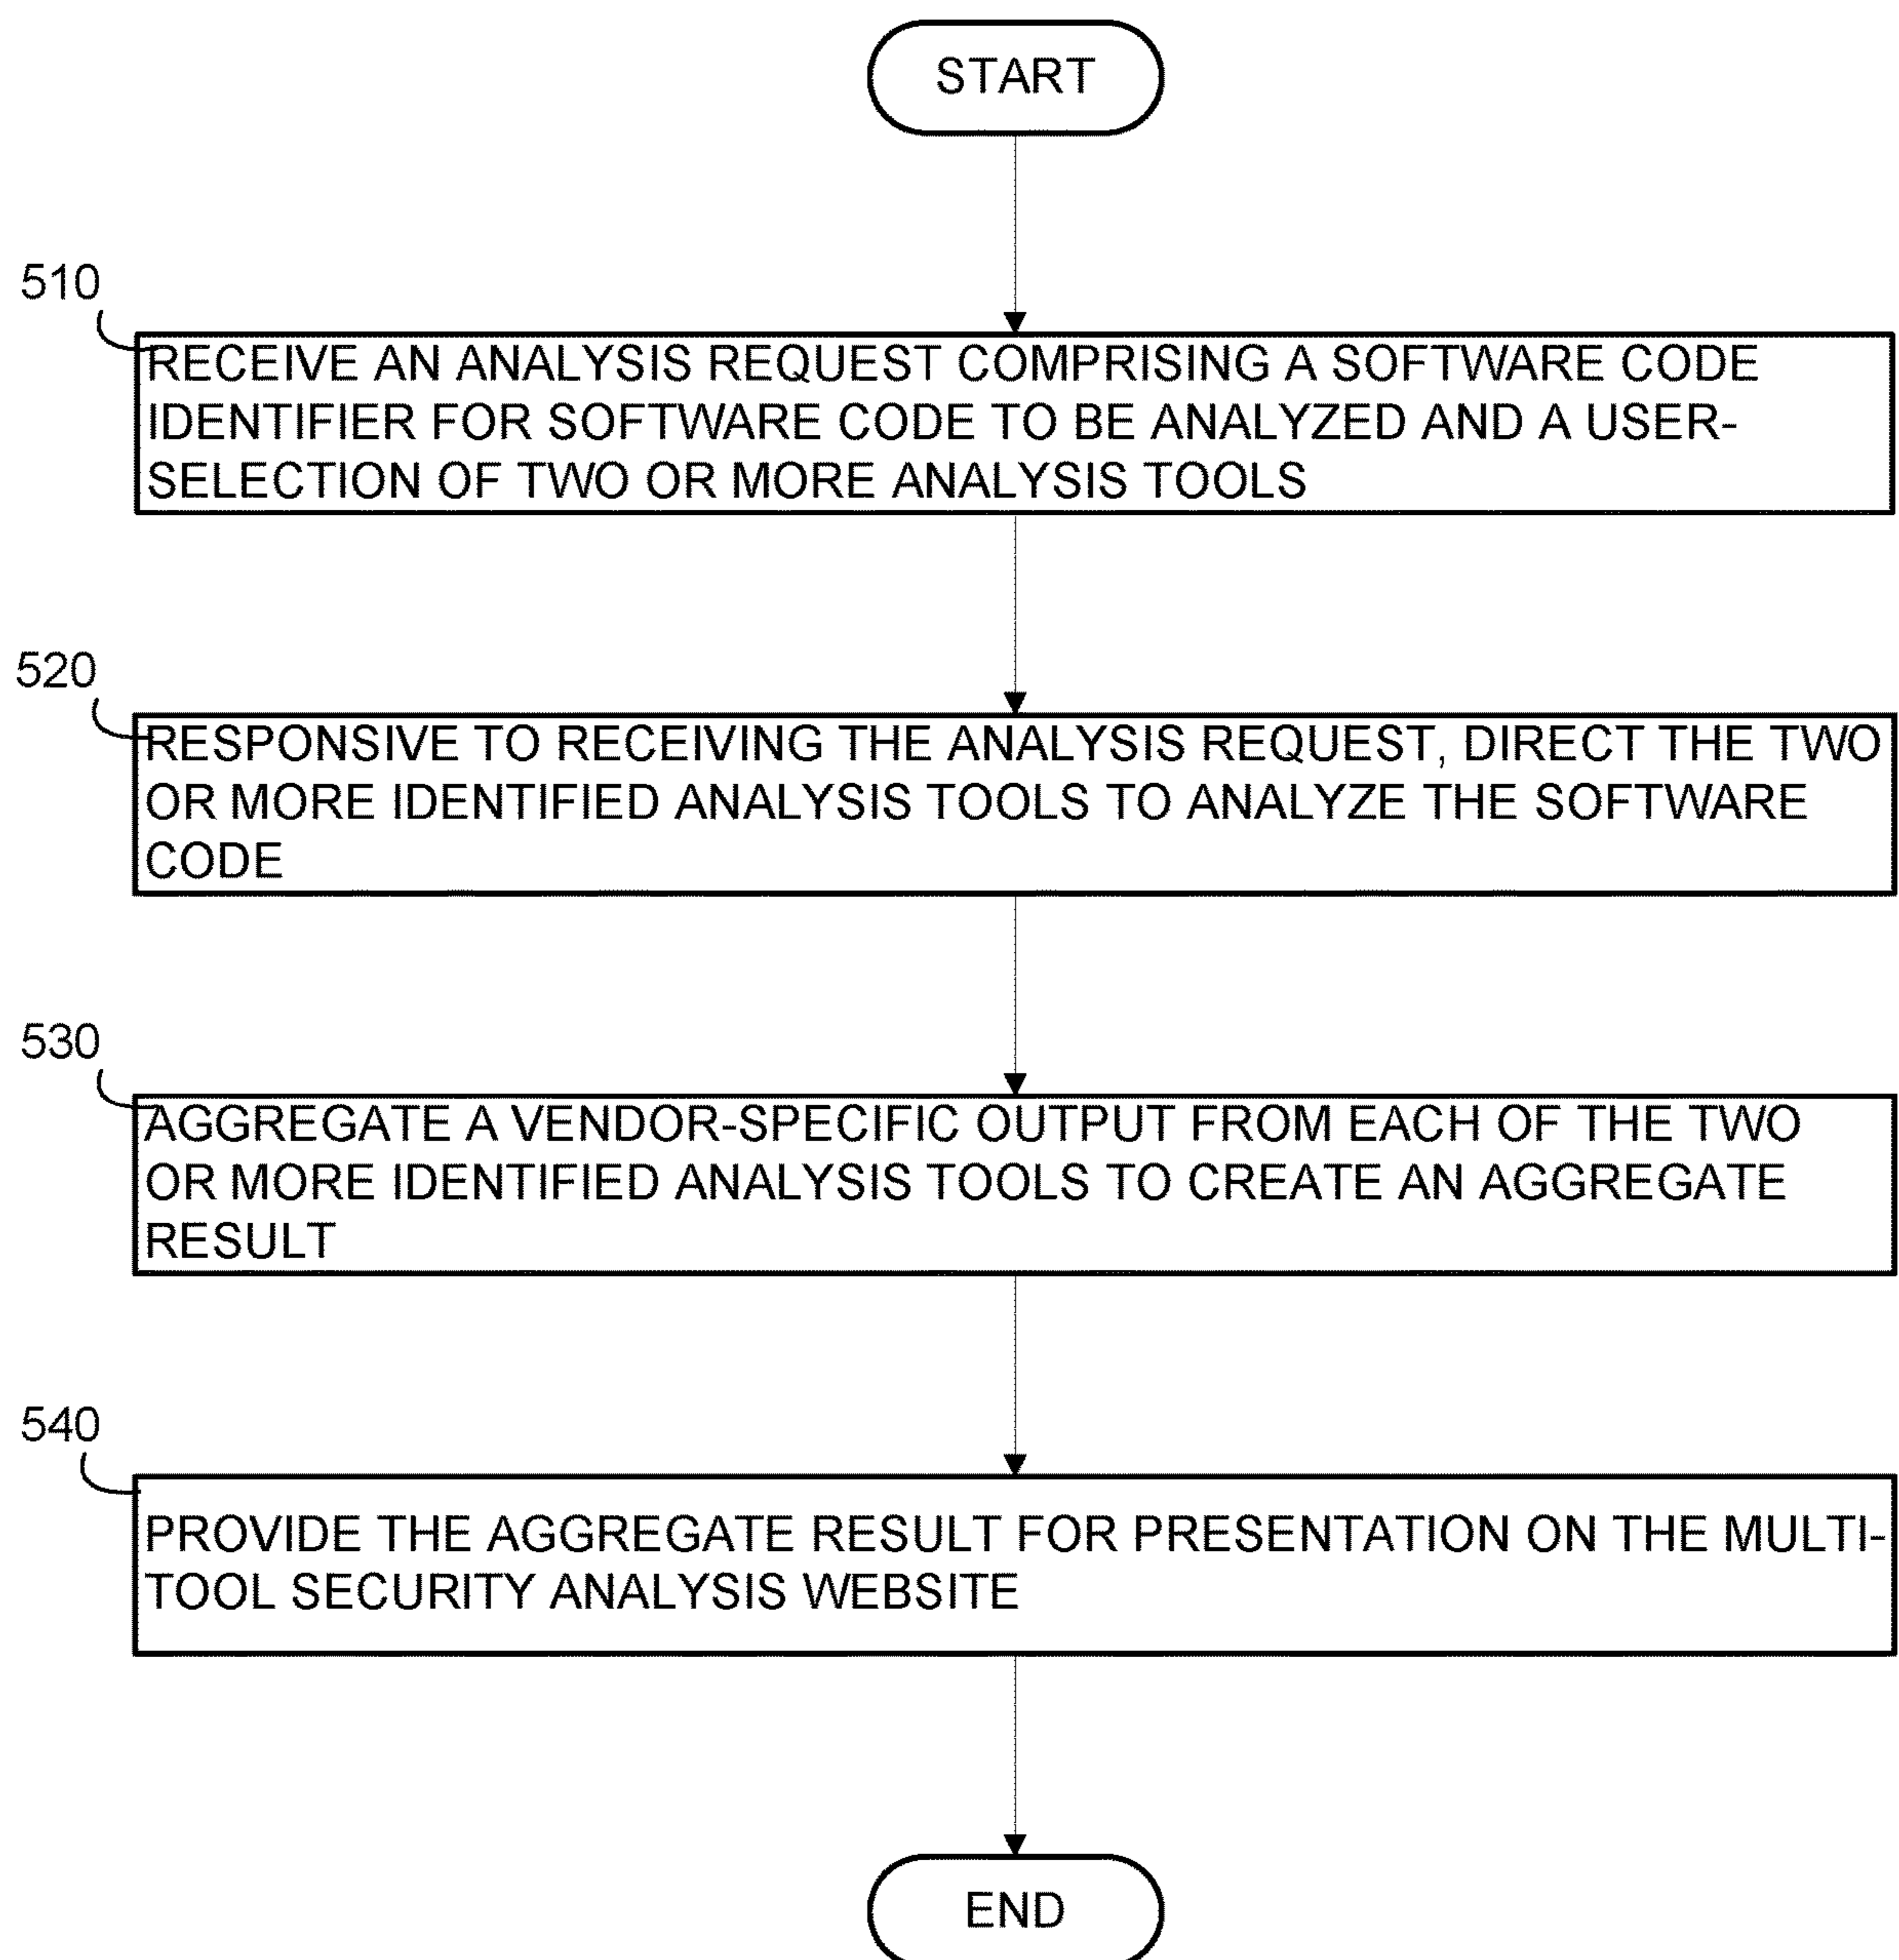 START
510
RECEIVE AN ANALYSIS REQUEST COMPRISING A SOFTWARE CODE
IDENTIFIER FOR SOFTWARE CODE TO BE ANALYZED AND A USER-
SELECTION OF TWO OR MORE ANALYSIS TOOLS
520
RESPONSIVE TO RECEIVING THE ANALYSIS REQUEST, DIRECT THE TWO
OR MORE IDENTIFIED ANALYSIS TOOLS TO ANALYZE THE SOFTWARE
CODE
530
AGGREGATE A VENDOR-SPECIFIC OUTPUT FROM EACH OF THE TWO
OR MORE IDENTIFIED ANALYSIS TOOLS TO CREATE AN AGGREGATE
RESULT
540
PROVIDE THE AGGREGATE RESULT FOR PRESENTATION ON THE MULTI-
TOOL SECURITY ANALYSIS WEBSITE
END